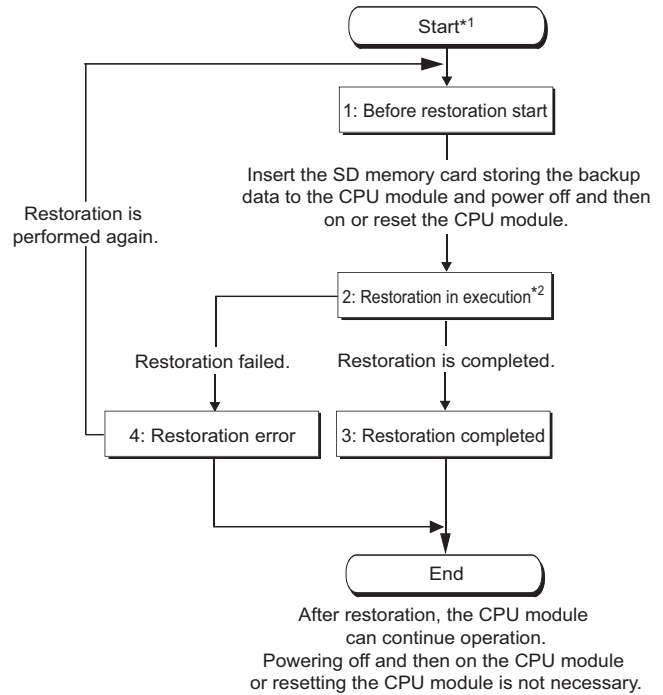 Start*1
1: Before restoration start
Insert the SD memory card storing the backup
data to the CPU module and power off and then
on or reset the CPU module.
Restoration is
performed again.
2: Restoration in execution*2
Restoration failed.
Restoration is completed.
4: Restoration error
3: Restoration completed
End
After restoration, the CPU module
can continue operation.
Powering off and then on the CPU module
or resetting the CPU module is not necessary.